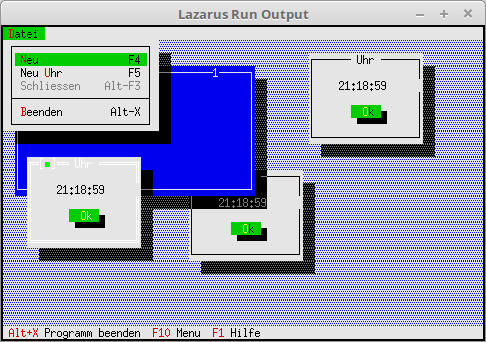 Lazarus Run Output
Datei
Neu F4
Neu Uhr F5
Schliessen Alt-F3
Beenden Alt-X
1
Uhr
21:18:59
Ok
Uhr
21:18:59
Ok
21:18:59
Ok
Alt+X Programm beenden F10 Menu F1 Hilfe